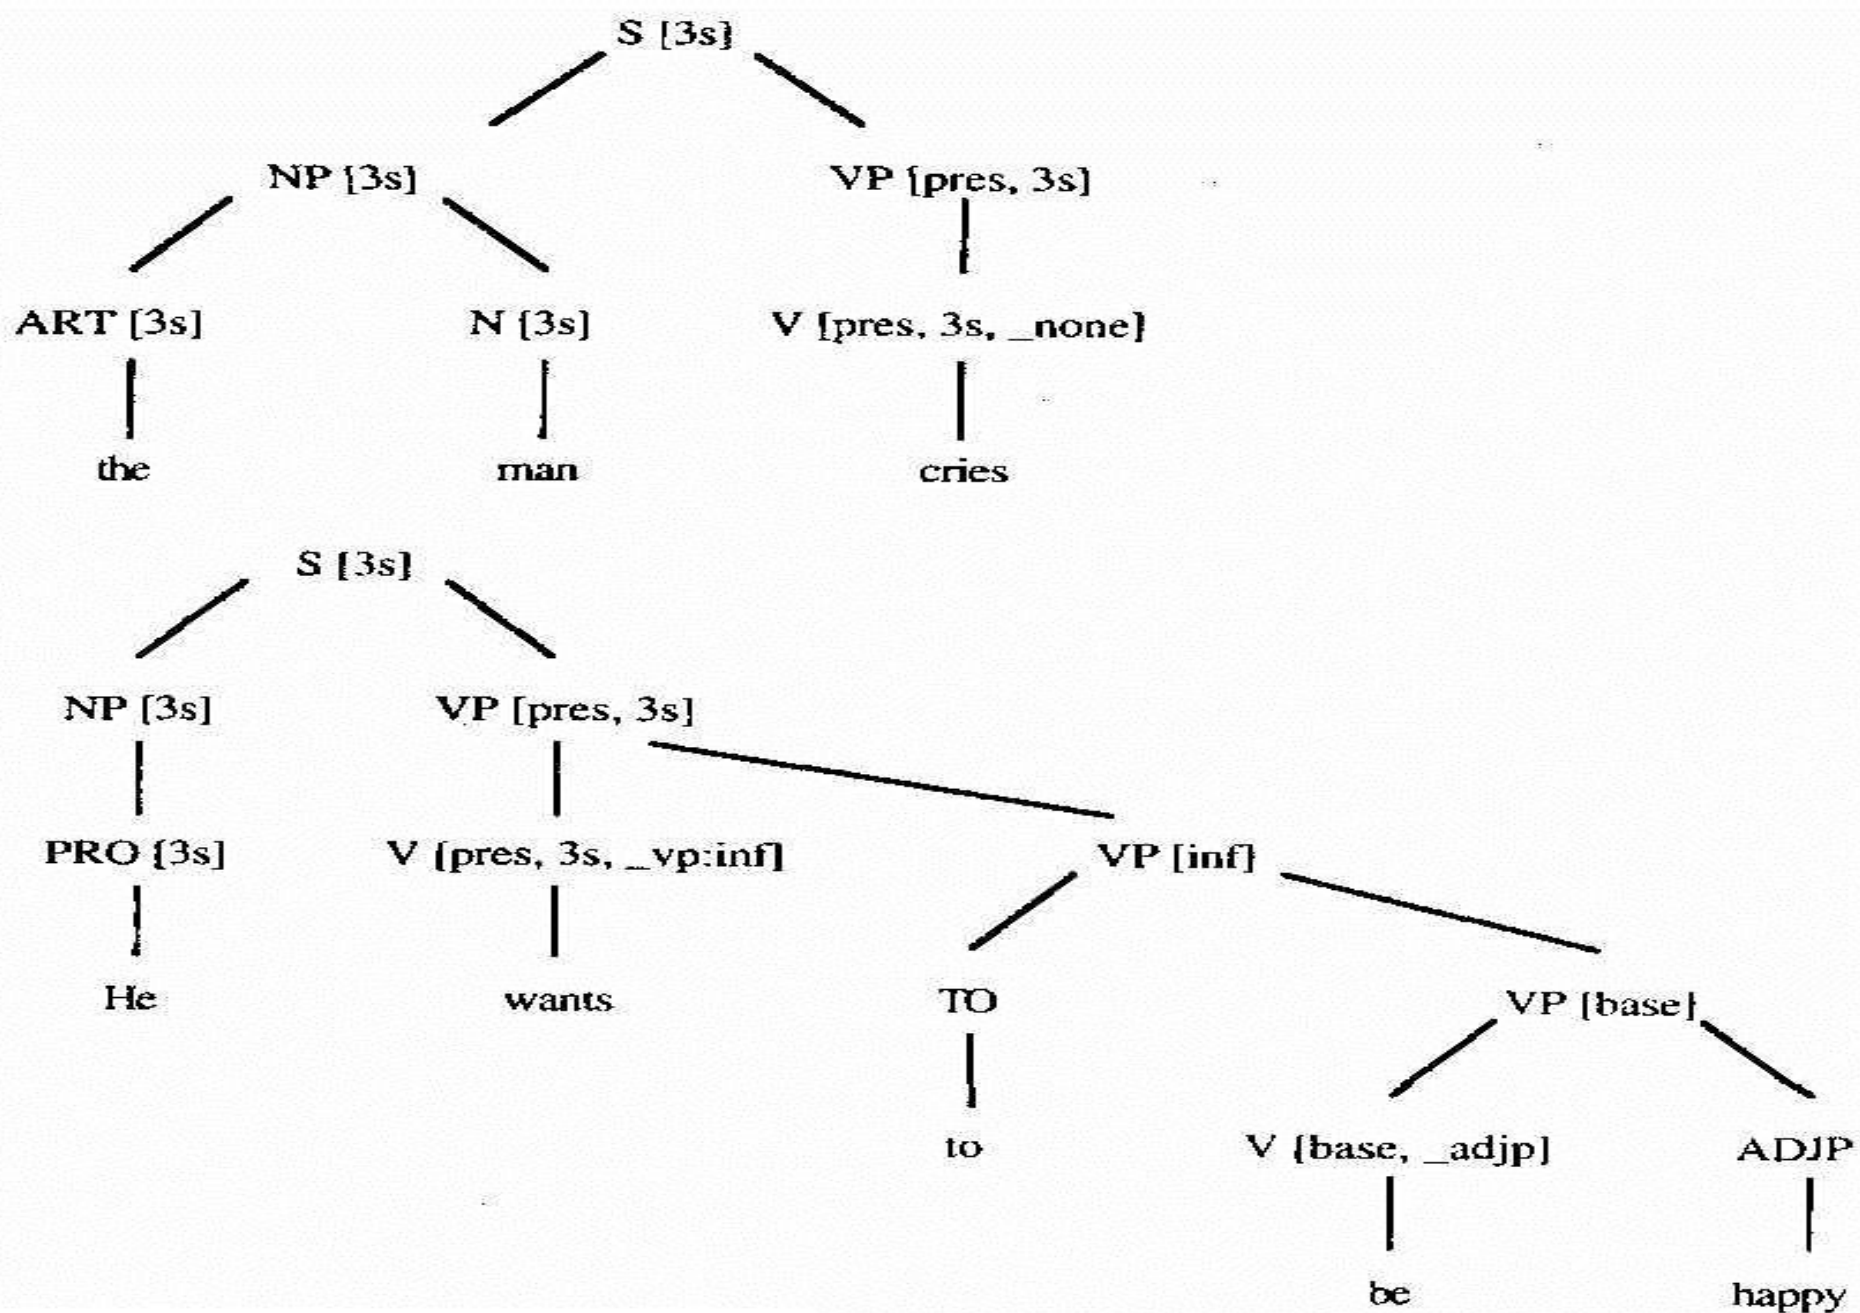 S [3s]
NP [3s] VP [pres, 3s]
ART [3s] N [3s] V [pres, 3s, _none]
the man cries
S [3s]
NP [3s] VP [pres, 3s]
PRO [3s] V [pres, 3s, _vp:inf] VP [inf]
He wants TO VP [base]
to V [base, _adjp] ADJP
be happy